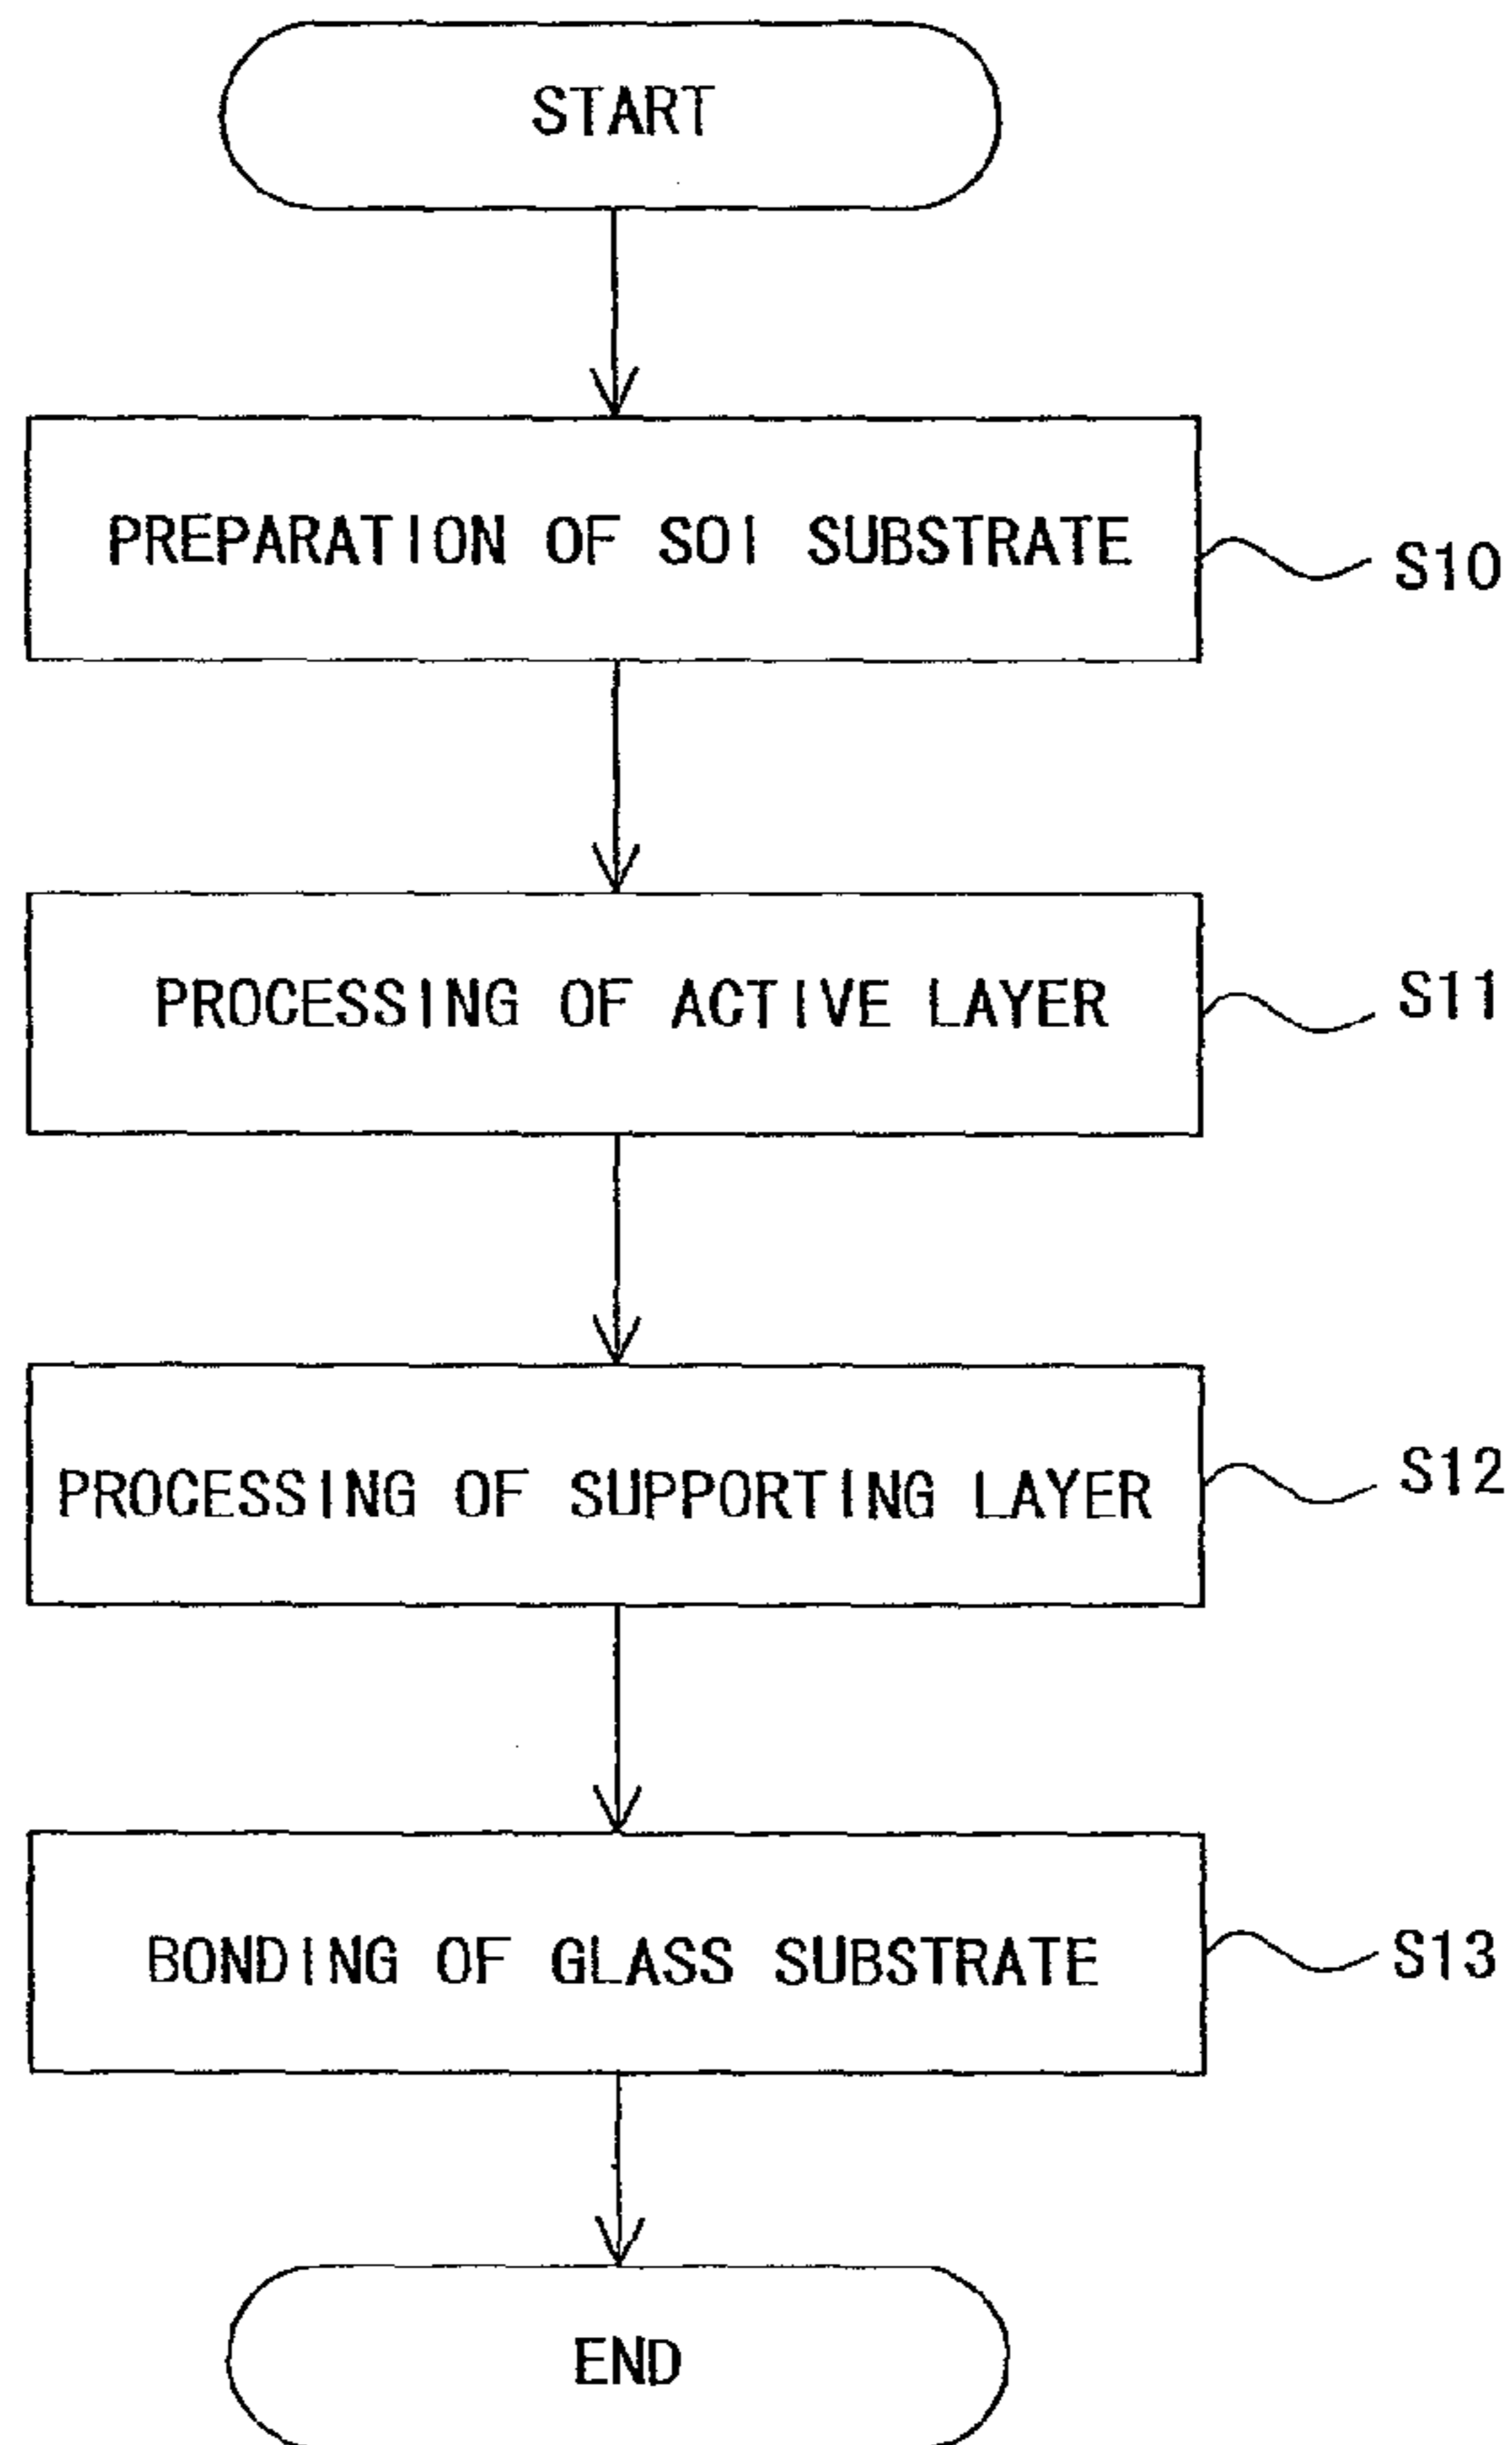 START
PREPARATION OF SOI SUBSTRATE
S10
PROCESSING OF ACTIVE LAYER
S11
PROCESSING OF SUPPORTING LAYER
S12
BONDING OF GLASS SUBSTRATE
S13
END